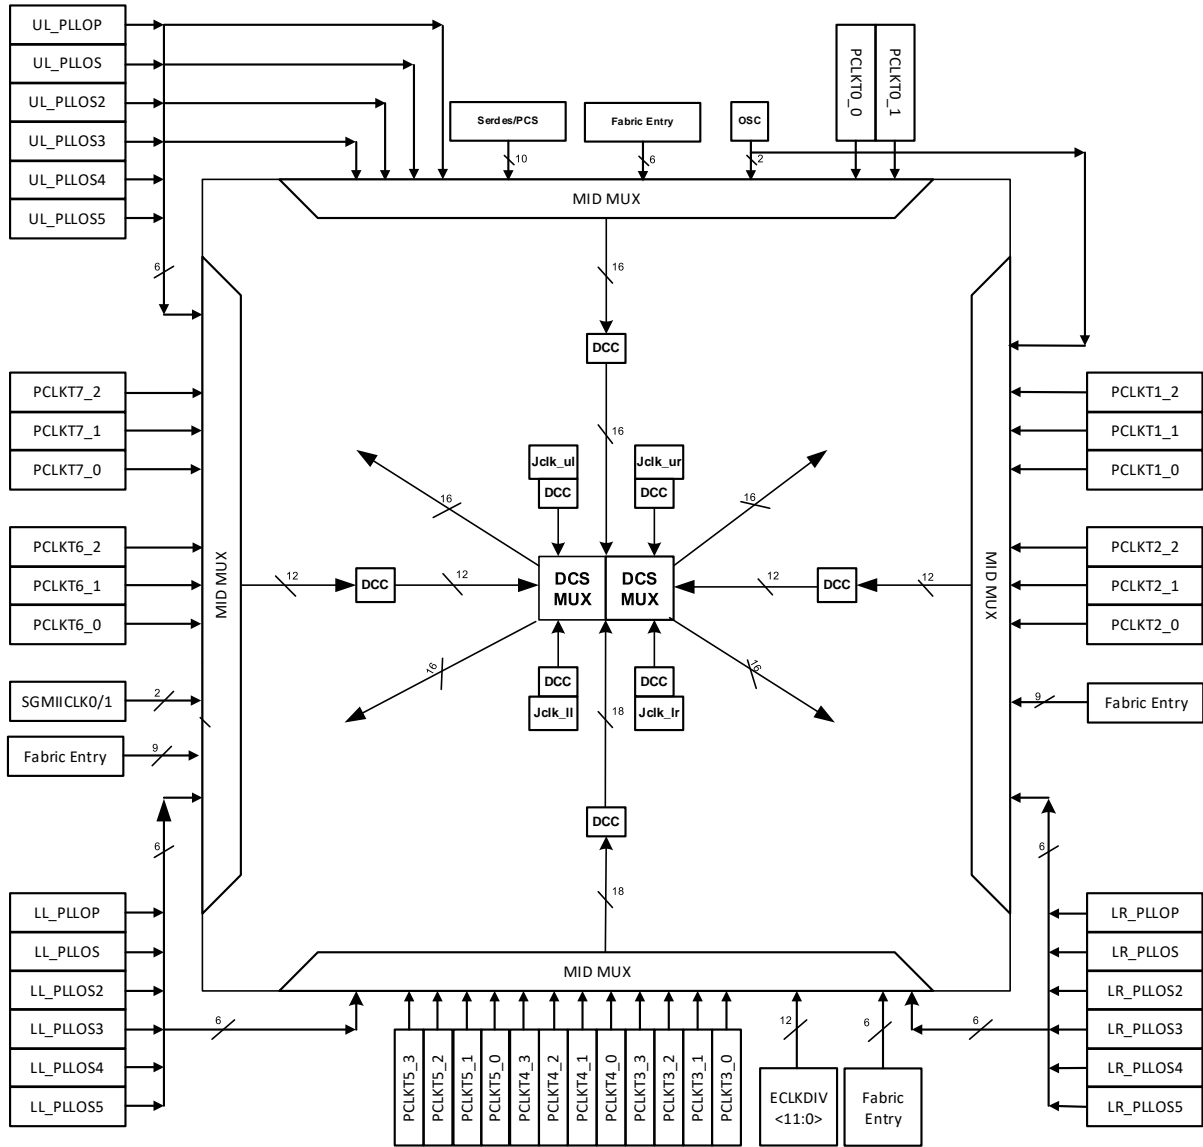 UL_PLLOP
UL_PLLOS
UL_PLLOS2
UL_PLLOS3
UL_PLLOS4
UL_PLLOS5
6
Serdes/PCS
10
Fabric Entry
6
OSC
2
PCLKT0_0
PCLKT0_1
MID MUX
16
DCC
16
PCLKT7_2
PCLKT7_1
PCLKT7_0
PCLKT6_2
PCLKT6_1
PCLKT6_0
SGMIICLK0/1
2
Fabric Entry
9
MID MUX
12
DCC
12
16
16
Jclk_ul
DCC
Jclk_ur
DCC
DCS
MUX
DCS
MUX
DCC
Jclk_ll
DCC
Jclk_lr
16
16
12
DCC
12
MID MUX
PCLKT1_2
PCLKT1_1
PCLKT1_0
PCLKT2_2
PCLKT2_1
PCLKT2_0
9
Fabric Entry
18
DCC
18
MID MUX
6
LL_PLLOP
LL_PLLOS
LL_PLLOS2
LL_PLLOS3
LL_PLLOS4
LL_PLLOS5
6
PCLKT5_3
PCLKT5_2
PCLKT5_1
PCLKT5_0
PCLKT4_3
PCLKT4_2
PCLKT4_1
PCLKT4_0
PCLKT3_3
PCLKT3_2
PCLKT3_1
PCLKT3_0
12
ECLKDIV
<11:0>
6
Fabric
Entry
6
6
LR_PLLOP
LR_PLLOS
LR_PLLOS2
LR_PLLOS3
LR_PLLOS4
LR_PLLOS5